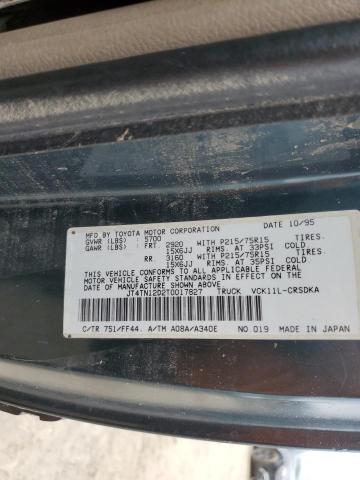 MFD BY TOYOTA MOTOR CORPORATION DATE 10/95
GVWR (LBS) : 5700
GAWR (LBS) : FRT. 2920 WITH P215/75R15 TIRES.
15X6JJ RIMS. AT 33PSI COLD
RR. 3160 WITH P215/75R15 TIRES.
15X6JJ RIMS. AT 35PSI COLD
THIS VEHICLE CONFORMS TO ALL APPLICABLE FEDERAL
MOTOR VEHICLE SAFETY STANDARDS IN EFFECT ON THE
DATE OF MANUFACTURE SHOWN ABOVE.
JT4TN12D2T0017827 TRUCK VCK11L-CRSDKA
C/TR 751/FF44. A/TM A08A/A340E NO 019 MADE IN JAPAN